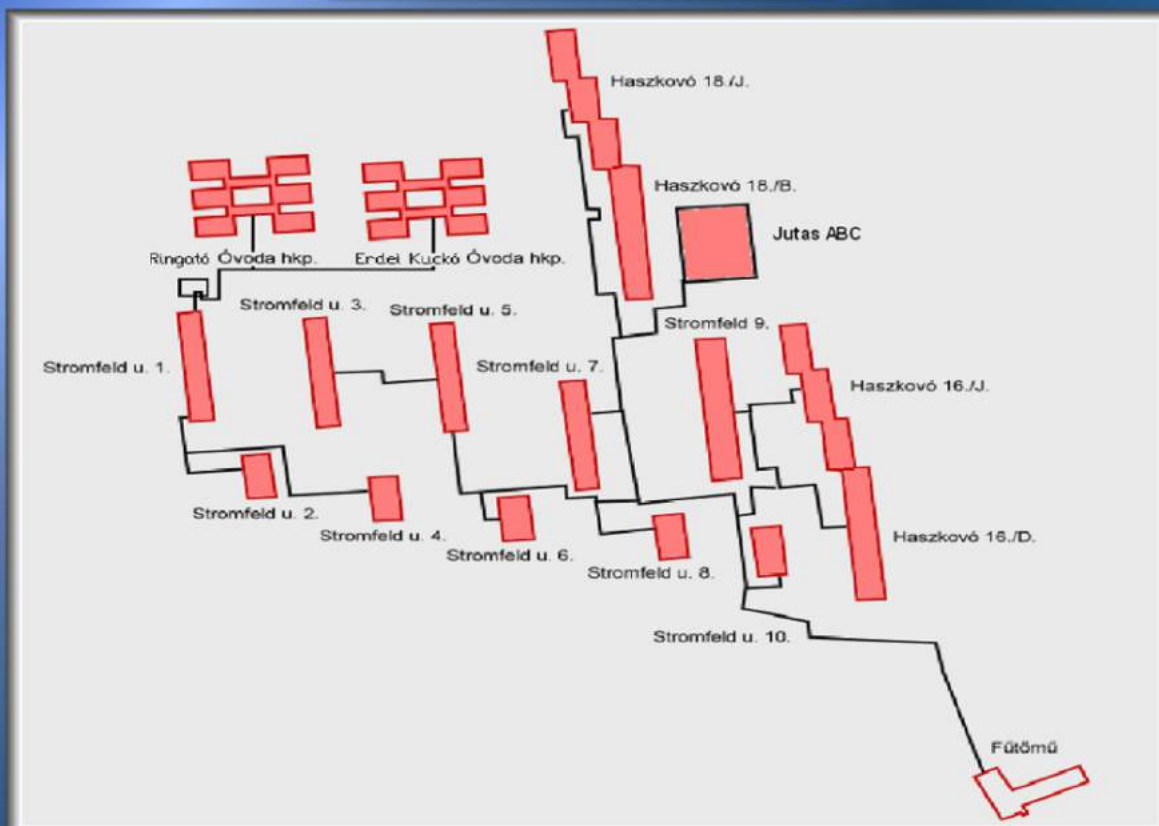 Haszkovó 18./J.
Haszkovó 18./B.
Jutas ABC
Ringató Óvoda hkp.
Erdei Kuckó Óvoda hkp.
Stromfeld u. 3.
Stromfeld u. 5.
Stromfeld 9.
Stromfeld u. 1.
Stromfeld u. 7.
Haszkovó 16./J.
Stromfeld u. 2.
Stromfeld u. 4.
Stromfeld u. 6.
Stromfeld u. 8.
Haszkovó 16./D.
Stromfeld u. 10.
Fűtőmű